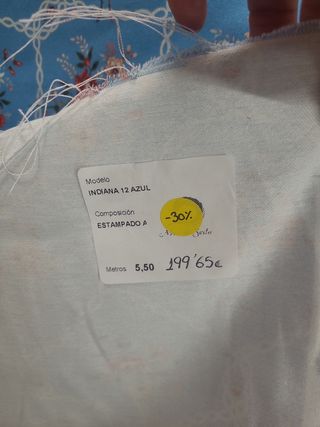 Modelo
INDIANA 12 AZUL
Composición
ESTAMPADO A
-30%
Metros 5,50 199'65€